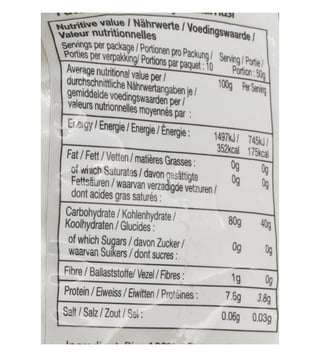 Nutritive value / Nährwerte / Voedingswaarde /
Valeur nutritionnelles
Servings per package / Portionen pro Packung / Serving / Portie /
Porties per verpakking/ Portions par paquet : 10 Portion : 50g
Average nutritional value per / 100g Per Serving
durchschnittliche Nährwertangaben je /
gemiddelde voedingswaarden per /
valeurs nutrionnelles moyennés par :
Energy / Energie / Energie / Énergie : 1497kJ / 745kJ /
352kcal 175kcal
Fat / Fett / Vetten / matières Grasses : 0g 0g
of which Saturates / davon gesättigte 0g 0g
Fettsäuren / waarvan verzadigde vetzuren /
dont acides gras saturés :
Carbohydrate / Kohlenhydrate / 80g 40g
Koolhydraten / Glucides :
of which Sugars / davon Zucker / 0g 0g
waarvan Suikers / dont sucres :
Fibre / Ballaststoffe/ Vezel / Fibres : 1g 0g
Protein / Eiweiss / Eiwitten / Protéines : 7.6g 3.8g
Salt / Salz / Zout / Sel : 0.06g 0.03g